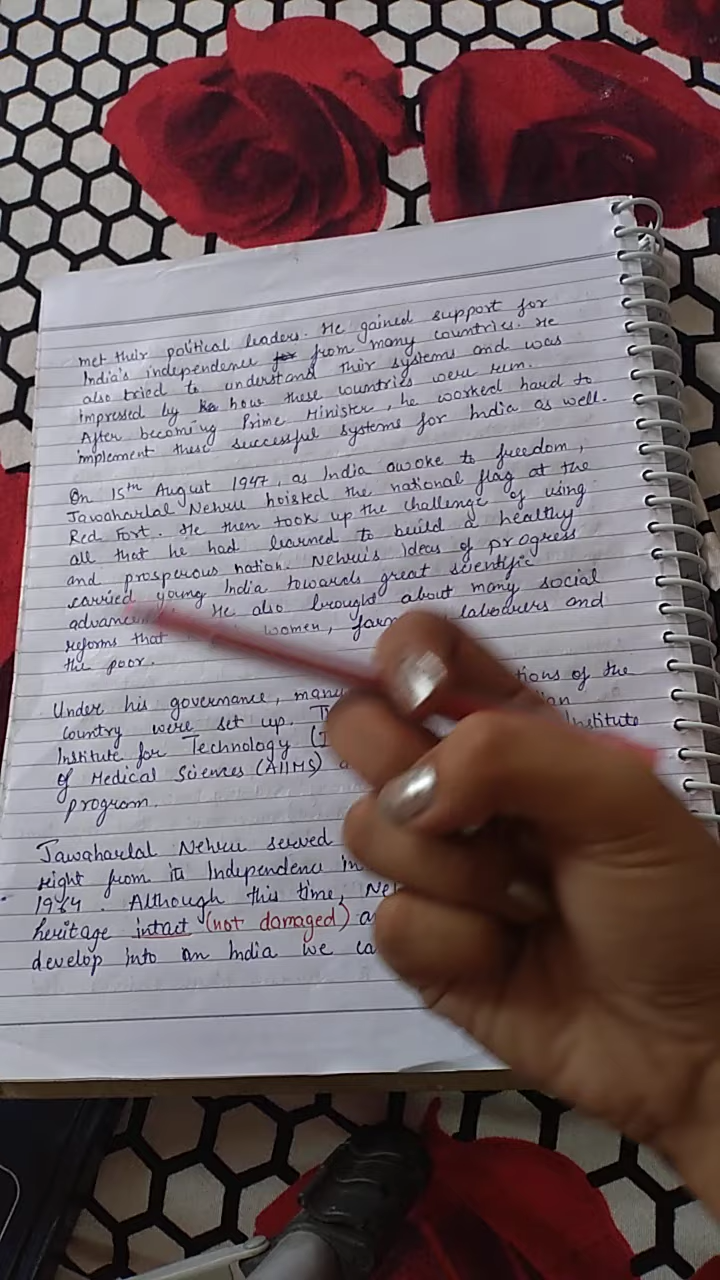 met their political leaders. He gained support for
India's independence for from many countries. He
also tried to understand their systems and was
impressed by how these countries were run.
After becoming Prime Minister, he worked hard to
implement these successful systems for India as well.
On 15th August 1947, as India awoke to freedom,
Jawaharlal Nehru hoisted the national flag at the
Red Fort. He then took up the challenge of using
all that he had learned to build a healthy
and prosperous nation. Nehru's Ideas of progress
carried young India towards great scientific
He also brought about many social
reforms that women, labourers and
the poor.
Under his governance, many of the
country were set up.
Institute for Technology Institute
of Medical Sciences (AIIMS)
program.
Jawaharlal Nehru served
right from its Independence in
1964. Although this time,
heritage intact (not damaged)
develop into an India we